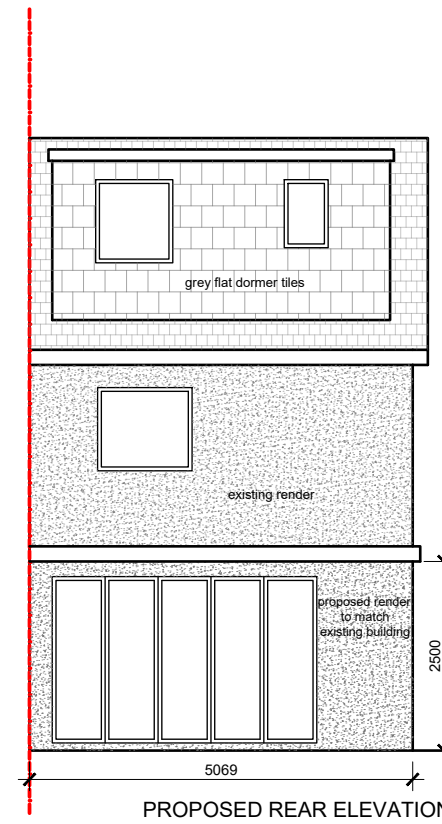 grey flat dormer tiles
existing render
proposed render
to match
existing building
2500
5069
PROPOSED REAR ELEVATION